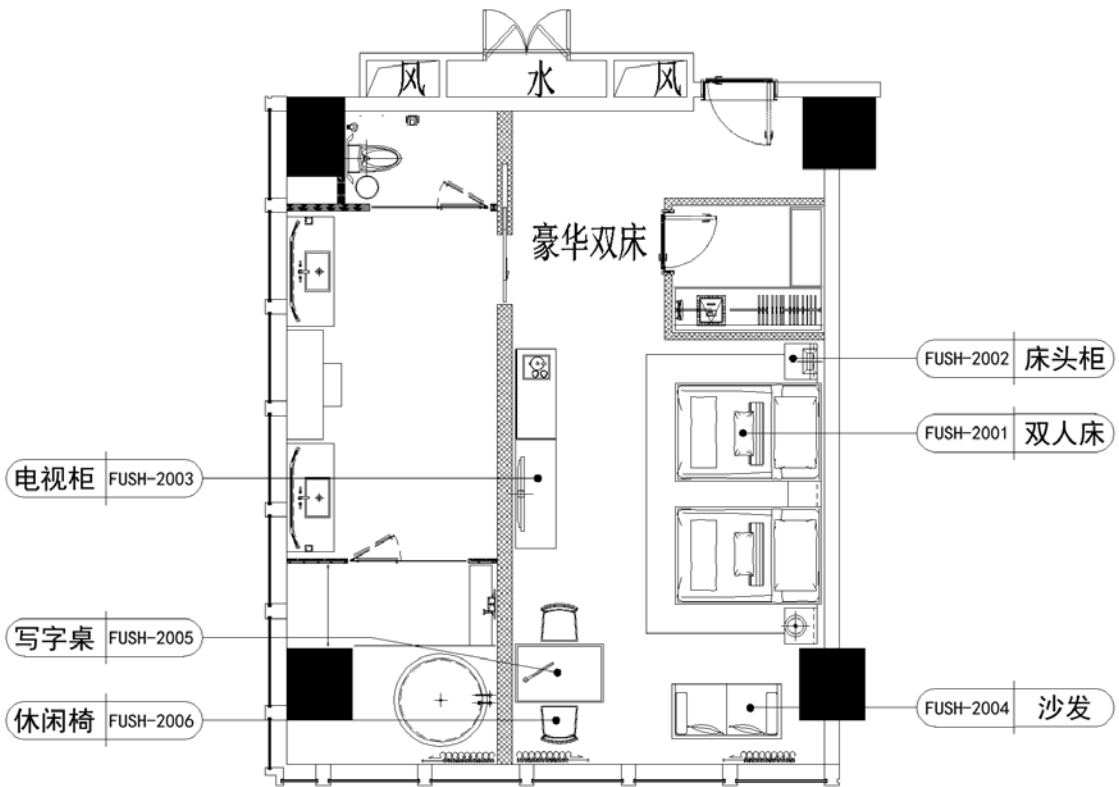 风 水 风
豪华双床
FUSH-2002 床头柜
FUSH-2001 双人床
电视柜 FUSH-2003
写字桌 FUSH-2005
休闲椅 FUSH-2006
FUSH-2004 沙发